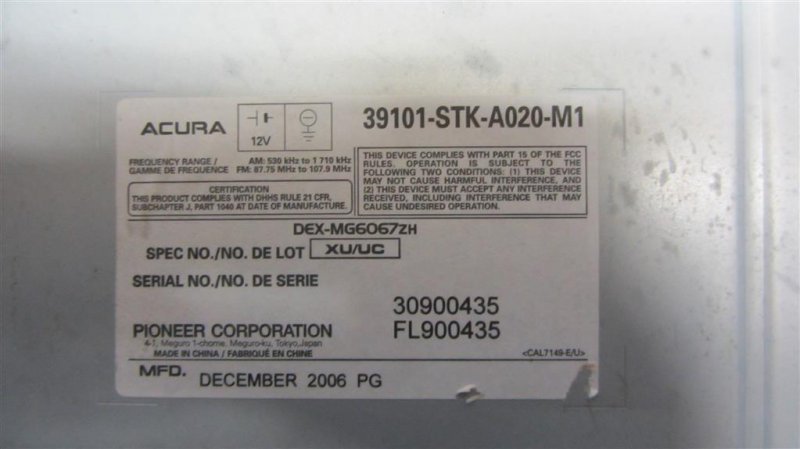 ACURA
12V
39101-STK-A020-M1
FREQUENCY RANGE / AM: 530 kHz to 1 710 kHz
GAMME DE FREQUENCE FM: 87.75 MHz to 107.9 MHz
CERTIFICATION
THIS PRODUCT COMPLIES WITH DHHS RULE 21 CFR,
SUBCHAPTER J, PART 1040 AT DATE OF MANUFACTURE.
THIS DEVICE COMPLIES WITH PART 15 OF THE FCC
RULES. OPERATION IS SUBJECT TO THE
FOLLOWING TWO CONDITIONS: (1) THIS DEVICE
MAY NOT CAUSE HARMFUL INTERFERENCE, AND
(2) THIS DEVICE MUST ACCEPT ANY INTERFERENCE
RECEIVED, INCLUDING INTERFERENCE THAT MAY
CAUSE UNDESIRED OPERATION.
DEX-MG6067ZH
SPEC NO./NO. DE LOT XU/UC
SERIAL NO./NO. DE SERIE
30900435
PIONEER CORPORATION FL900435
4-1, Meguro 1-chome, Meguro-ku, Tokyo,Japan
MADE IN CHINA / FABRIQUÉ EN CHINE <CAL7149-E/U>
MFD. DECEMBER 2006 PG